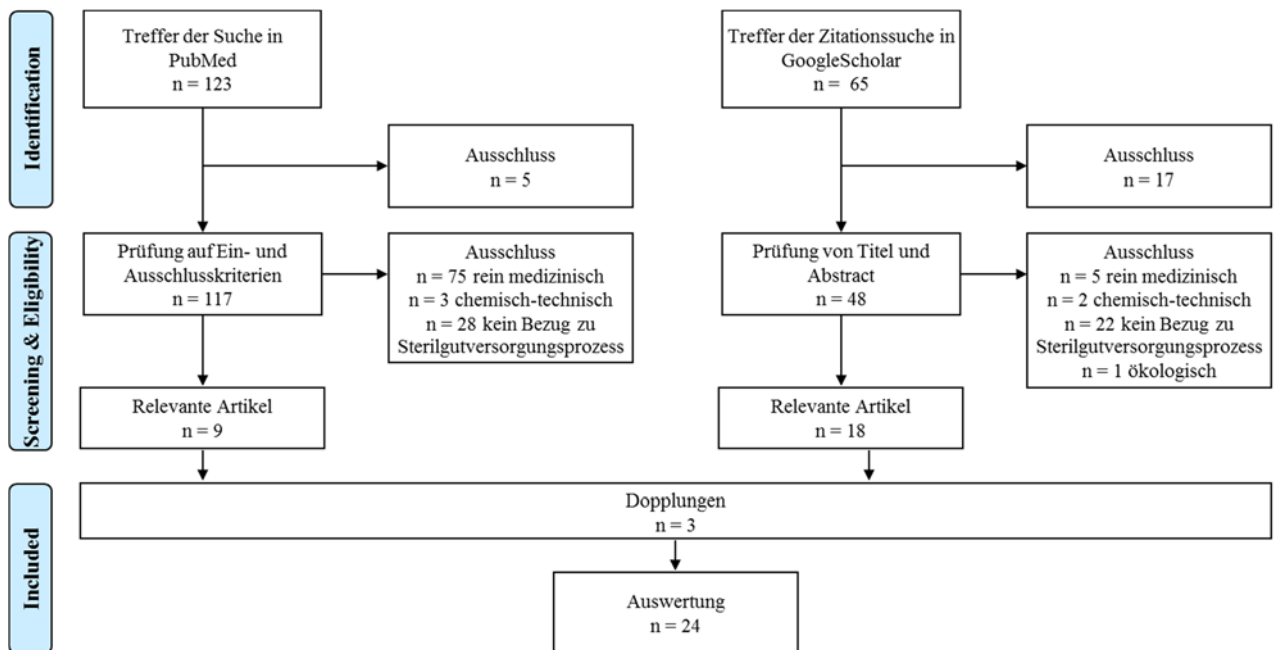 Identification
Treffer der Suche in
PubMed
n = 123
Treffer der Zitationssuche in
GoogleScholar
n = 65
Ausschluss
n = 5
Ausschluss
n = 17
Screening & Eligibility
Prüfung auf Ein- und
Ausschlusskriterien
n = 117
Ausschluss
n = 75 rein medizinisch
n = 3 chemisch-technisch
n = 28 kein Bezug zu
Sterilgutversorgungsprozess
Prüfung von Titel und
Abstract
n = 48
Ausschluss
n = 5 rein medizinisch
n = 2 chemisch-technisch
n = 22 kein Bezug zu
Sterilgutversorgungsprozess
n = 1 ökologisch
Relevante Artikel
n = 9
Relevante Artikel
n = 18
Included
Dopplungen
n = 3
Auswertung
n = 24